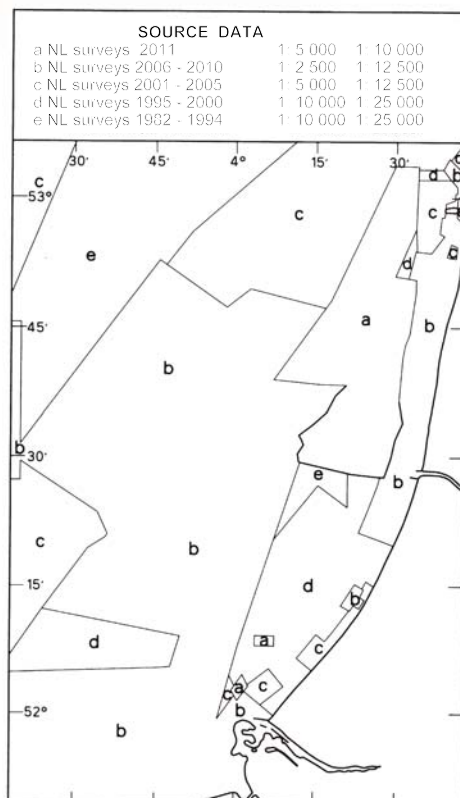 SOURCE DATA
a NL surveys 2011 1: 5 000 1: 10 000
b NL surveys 2006 - 2010 1: 2 500 1: 12 500
c NL surveys 2001 - 2005 1: 5 000 1: 12 500
d NL surveys 1995 - 2000 1: 10 000 1: 25 000
e NL surveys 1982 - 1994 1: 10 000 1: 25 000
30' 45' 4° 15' 30'
c d b
53° c c
e
d c
a b
45'
b
30' b e b
c b
15' d b
d a c
c a c
52° b
b